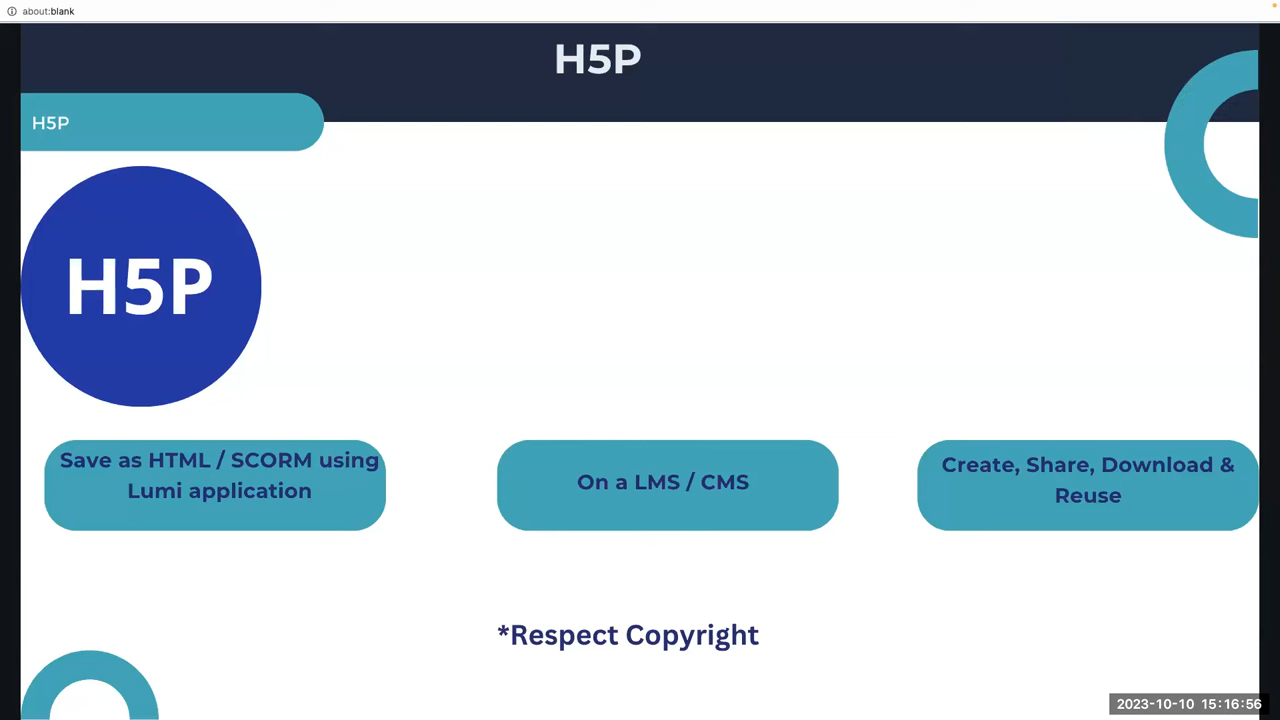 about:blank
H5P
H5P
H5P
Save as HTML / SCORM using
Lumi application
On a LMS / CMS
Create, Share, Download &
Reuse
*Respect Copyright
2023-10-10 15:16:56